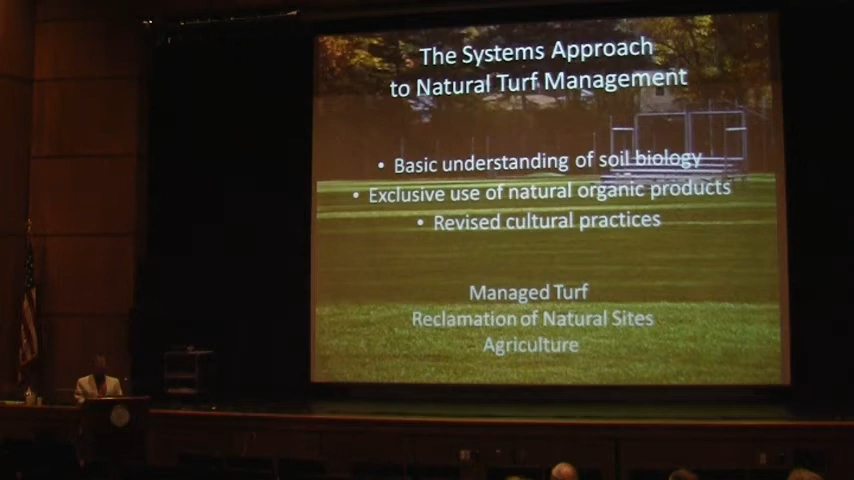 The Systems Approach
to Natural Turf Management
• Basic understanding of soil biology
• Exclusive use of natural organic products
• Revised cultural practices
Managed Turf
Reclamation of Natural Sites
Agriculture